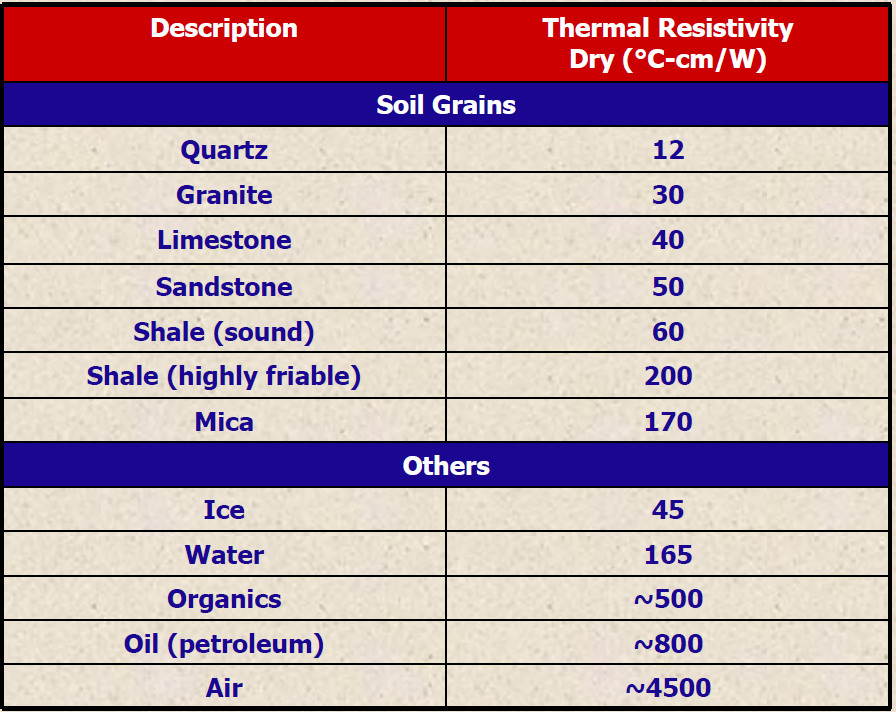 Description
Thermal Resistivity
Dry (°C-cm/W)
Soil Grains
Quartz 12
Granite 30
Limestone 40
Sandstone 50
Shale (sound) 60
Shale (highly friable) 200
Mica 170
Others
Ice 45
Water 165
Organics ~500
Oil (petroleum) ~800
Air ~4500